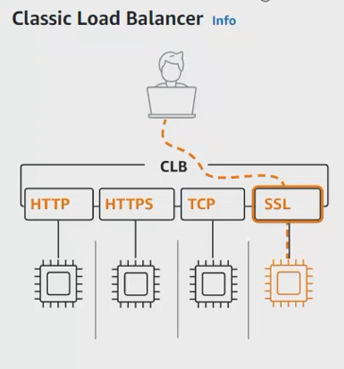 Classic Load Balancer Info
CLB
HTTP HTTPS TCP SSL